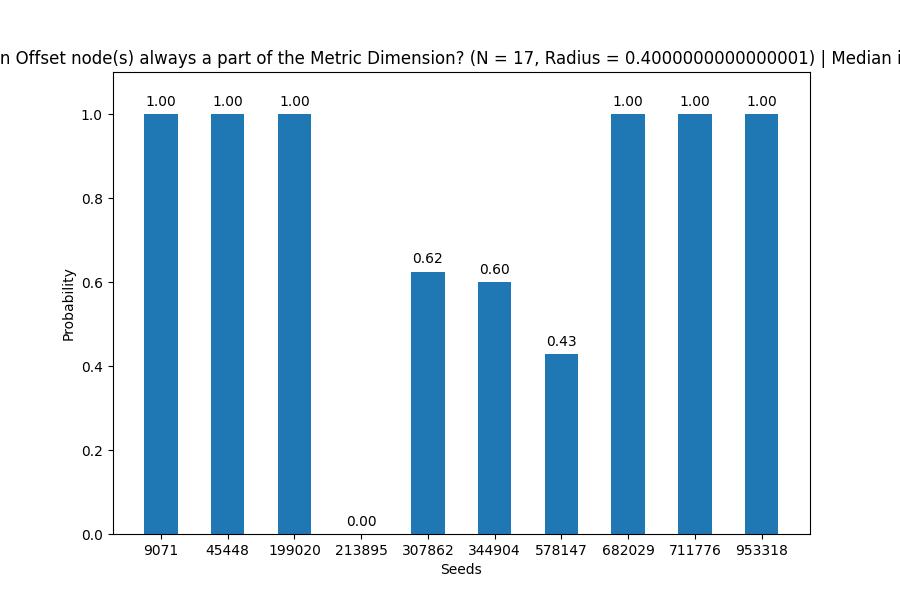 n Offset node(s) always a part of the Metric Dimension? (N = 17, Radius = 0.4000000000000001) | Median i
1.00 1.00 1.00 0.00 0.62 0.60 0.43 1.00 1.00 1.00
1.0
0.8
0.6
0.4
0.2
0.0
Probability
9071 45448 199020 213895 307862 344904 578147 682029 711776 953318
Seeds